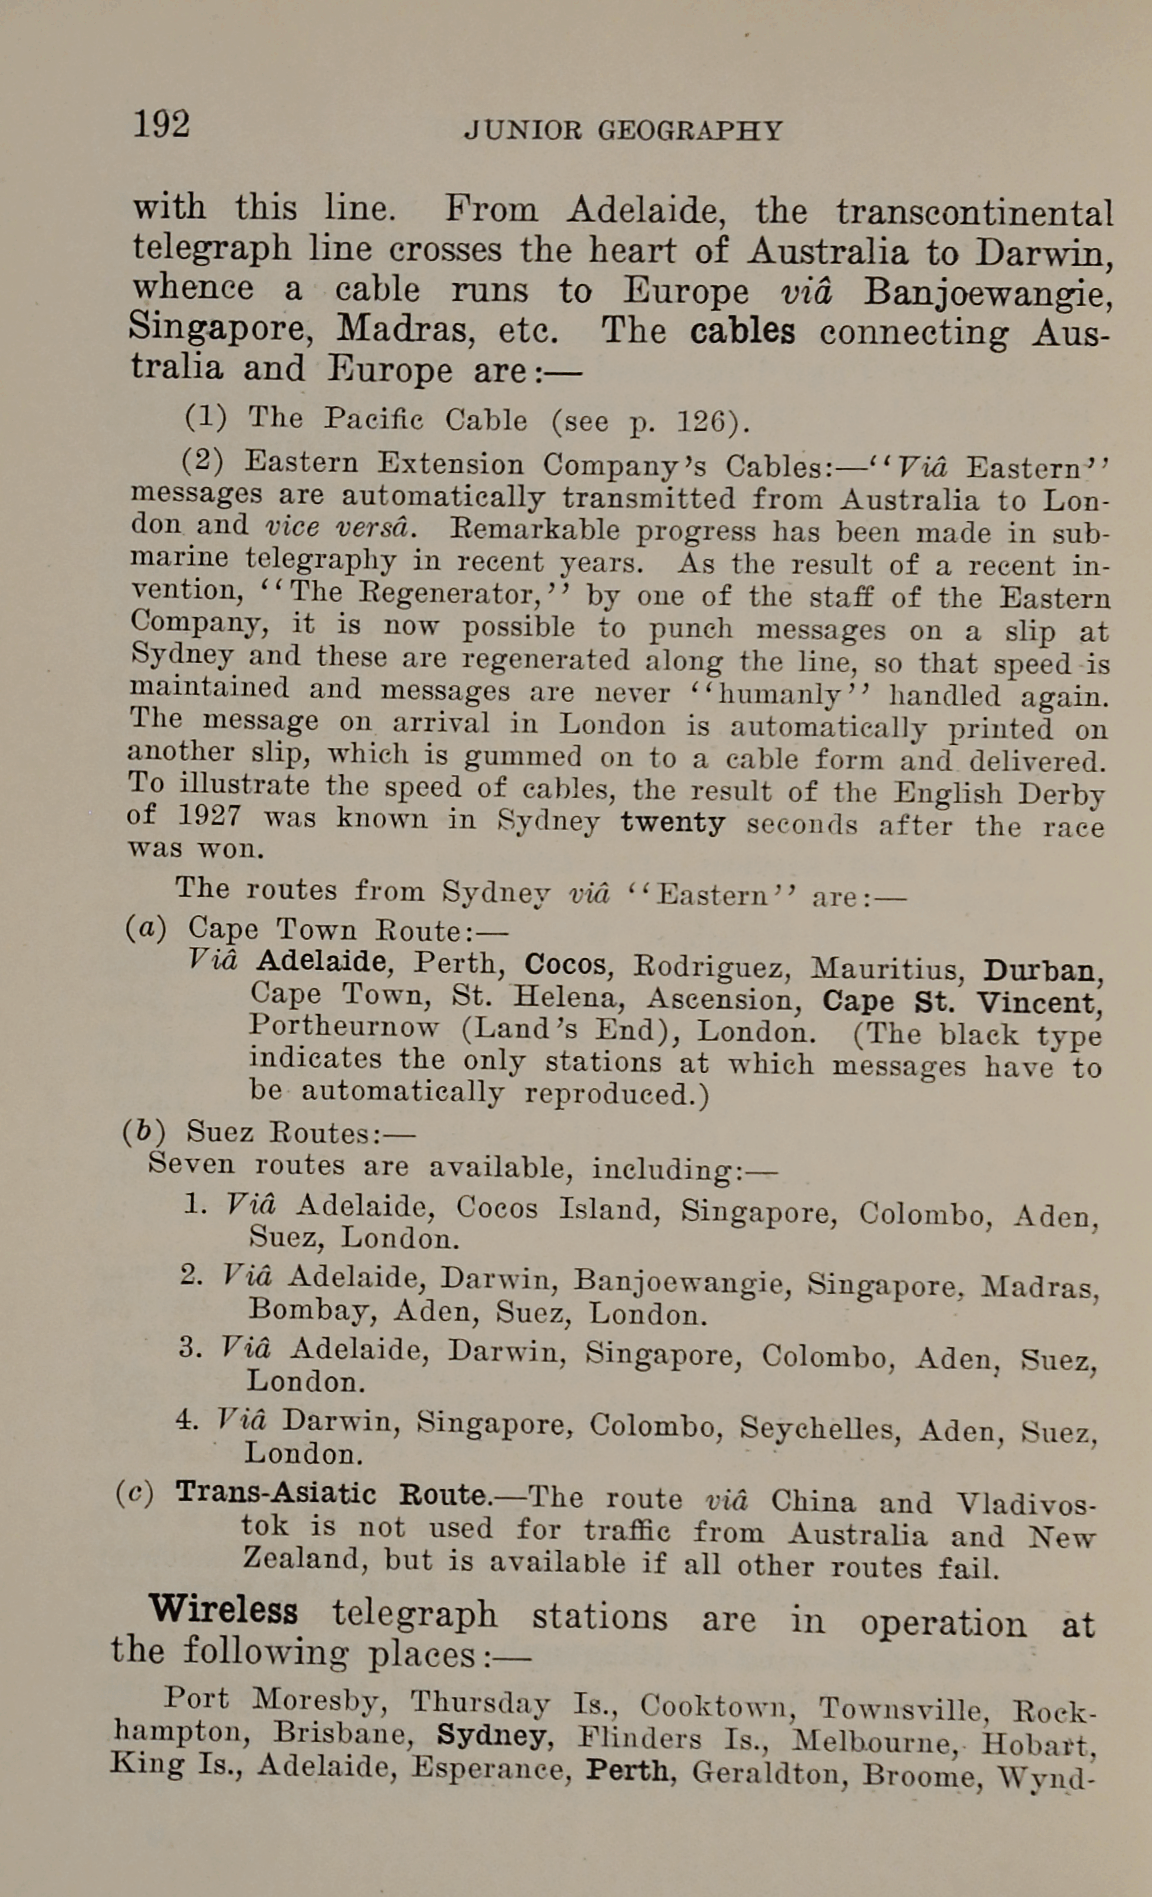 192 JUNIOR GEOGRAPHY
with this line. From Adelaide, the transcontinental
telegraph line crosses the heart of Australia to Darwin,
whence a cable runs to Europe viâ Banjoewangie,
Singapore, Madras, etc. The cables connecting Aus-
tralia and Europe are:—
(1) The Pacific Cable (see p. 126).
(2) Eastern Extension Company's Cables:—''Viâ Eastern''
messages are automatically transmitted from Australia to Lon-
don and vice versâ. Remarkable progress has been made in sub-
marine telegraphy in recent years. As the result of a recent in-
vention, ''The Regenerator,'' by one of the staff of the Eastern
Company, it is now possible to punch messages on a slip at
Sydney and these are regenerated along the line, so that speed is
maintained and messages are never ''humanly'' handled again.
The message on arrival in London is automatically printed on
another slip, which is gummed on to a cable form and delivered.
To illustrate the speed of cables, the result of the English Derby
of 1927 was known in Sydney twenty seconds after the race
was won.
The routes from Sydney viâ ''Eastern'' are:—
(a) Cape Town Route:—
Viâ Adelaide, Perth, Cocos, Rodriguez, Mauritius, Durban,
Cape Town, St. Helena, Ascension, Cape St. Vincent,
Portheurnow (Land's End), London. (The black type
indicates the only stations at which messages have to
be automatically reproduced.)
(b) Suez Routes:—
Seven routes are available, including:—
1. Viâ Adelaide, Cocos Island, Singapore, Colombo, Aden,
Suez, London.
2. Viâ Adelaide, Darwin, Banjoewangie, Singapore, Madras,
Bombay, Aden, Suez, London.
3. Viâ Adelaide, Darwin, Singapore, Colombo, Aden, Suez,
London.
4. Viâ Darwin, Singapore, Colombo, Seychelles, Aden, Suez,
London.
(c) Trans-Asiatic Route.—The route viâ China and Vladivos-
tok is not used for traffic from Australia and New
Zealand, but is available if all other routes fail.
Wireless telegraph stations are in operation at
the following places:—
Port Moresby, Thursday Is., Cooktown, Townsville, Rock-
hampton, Brisbane, Sydney, Flinders Is., Melbourne, Hobart,
King Is., Adelaide, Esperance, Perth, Geraldton, Broome, Wynd-